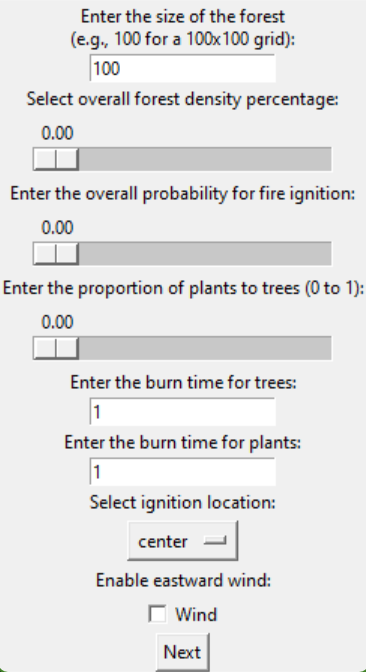 Enter the size of the forest
(e.g., 100 for a 100x100 grid):
100
Select overall forest density percentage:
0.00
Enter the overall probability for fire ignition:
0.00
Enter the proportion of plants to trees (0 to 1):
0.00
Enter the burn time for trees:
1
Enter the burn time for plants:
1
Select ignition location:
center
Enable eastward wind:
Wind
Next